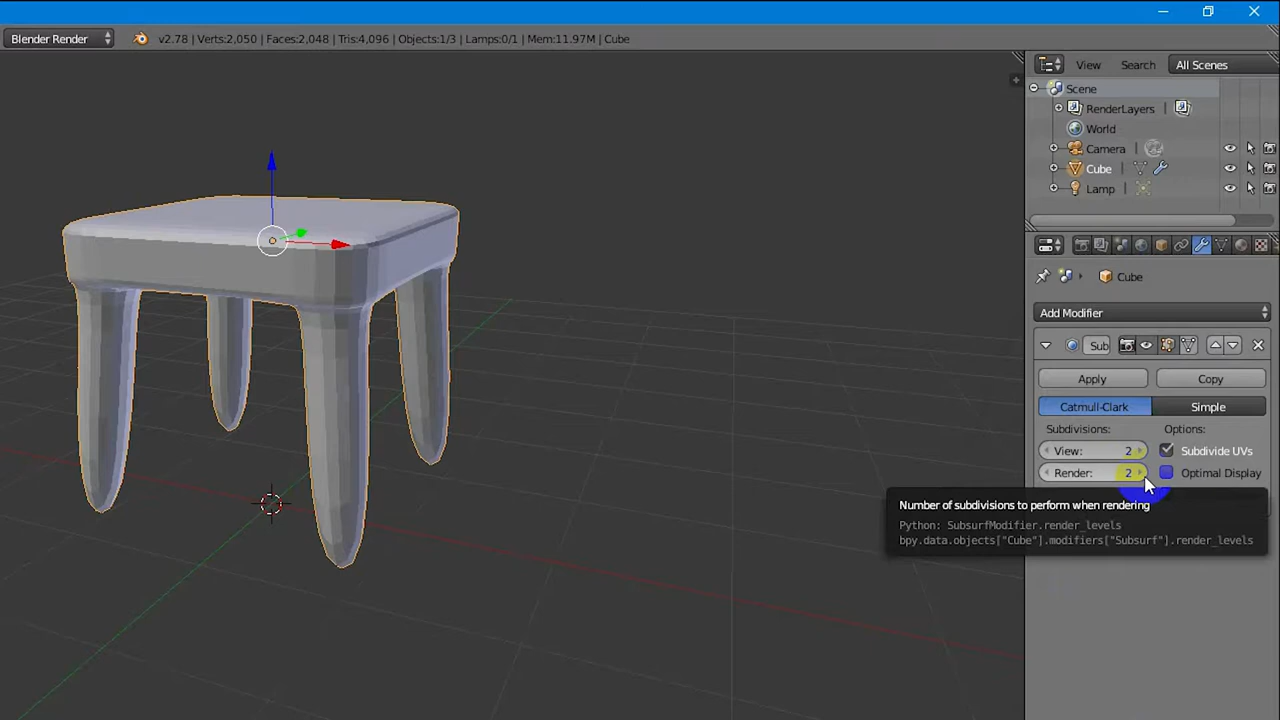 Blender Render
v2.78 | Verts:2,050 | Faces:2,048 | Tris:4,096 | Objects:1/3 | Lamps:0/1 | Mem:11.97M | Cube
View Search All Scenes
Scene
RenderLayers |
World
Camera |
Cube |
Lamp |
Cube
Add Modifier
Sub
Apply Copy
Catmull-Clark Simple
Subdivisions: Options:
View: 2 Subdivide UVs
Render: 2 Optimal Display
Number of subdivisions to perform when rendering
Python: SubsurfModifier.render_levels
bpy.data.objects["Cube"].modifiers["Subsurf"].render_levels